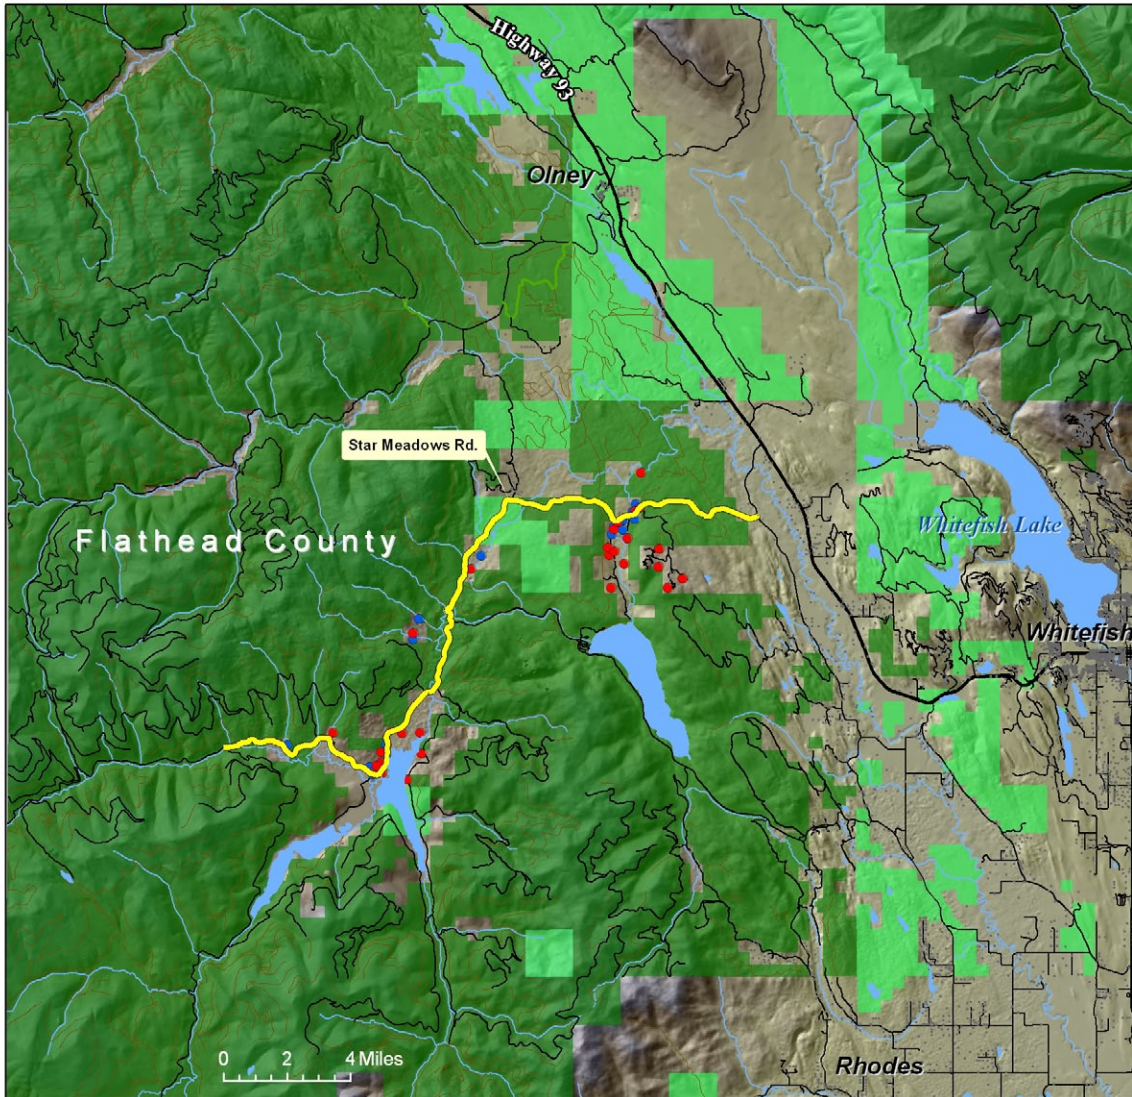 Highway 93
Olney
Star Meadows Rd.
Flathead County
Whitefish Lake
Whitefish
0 2 4 Miles
Rhodes